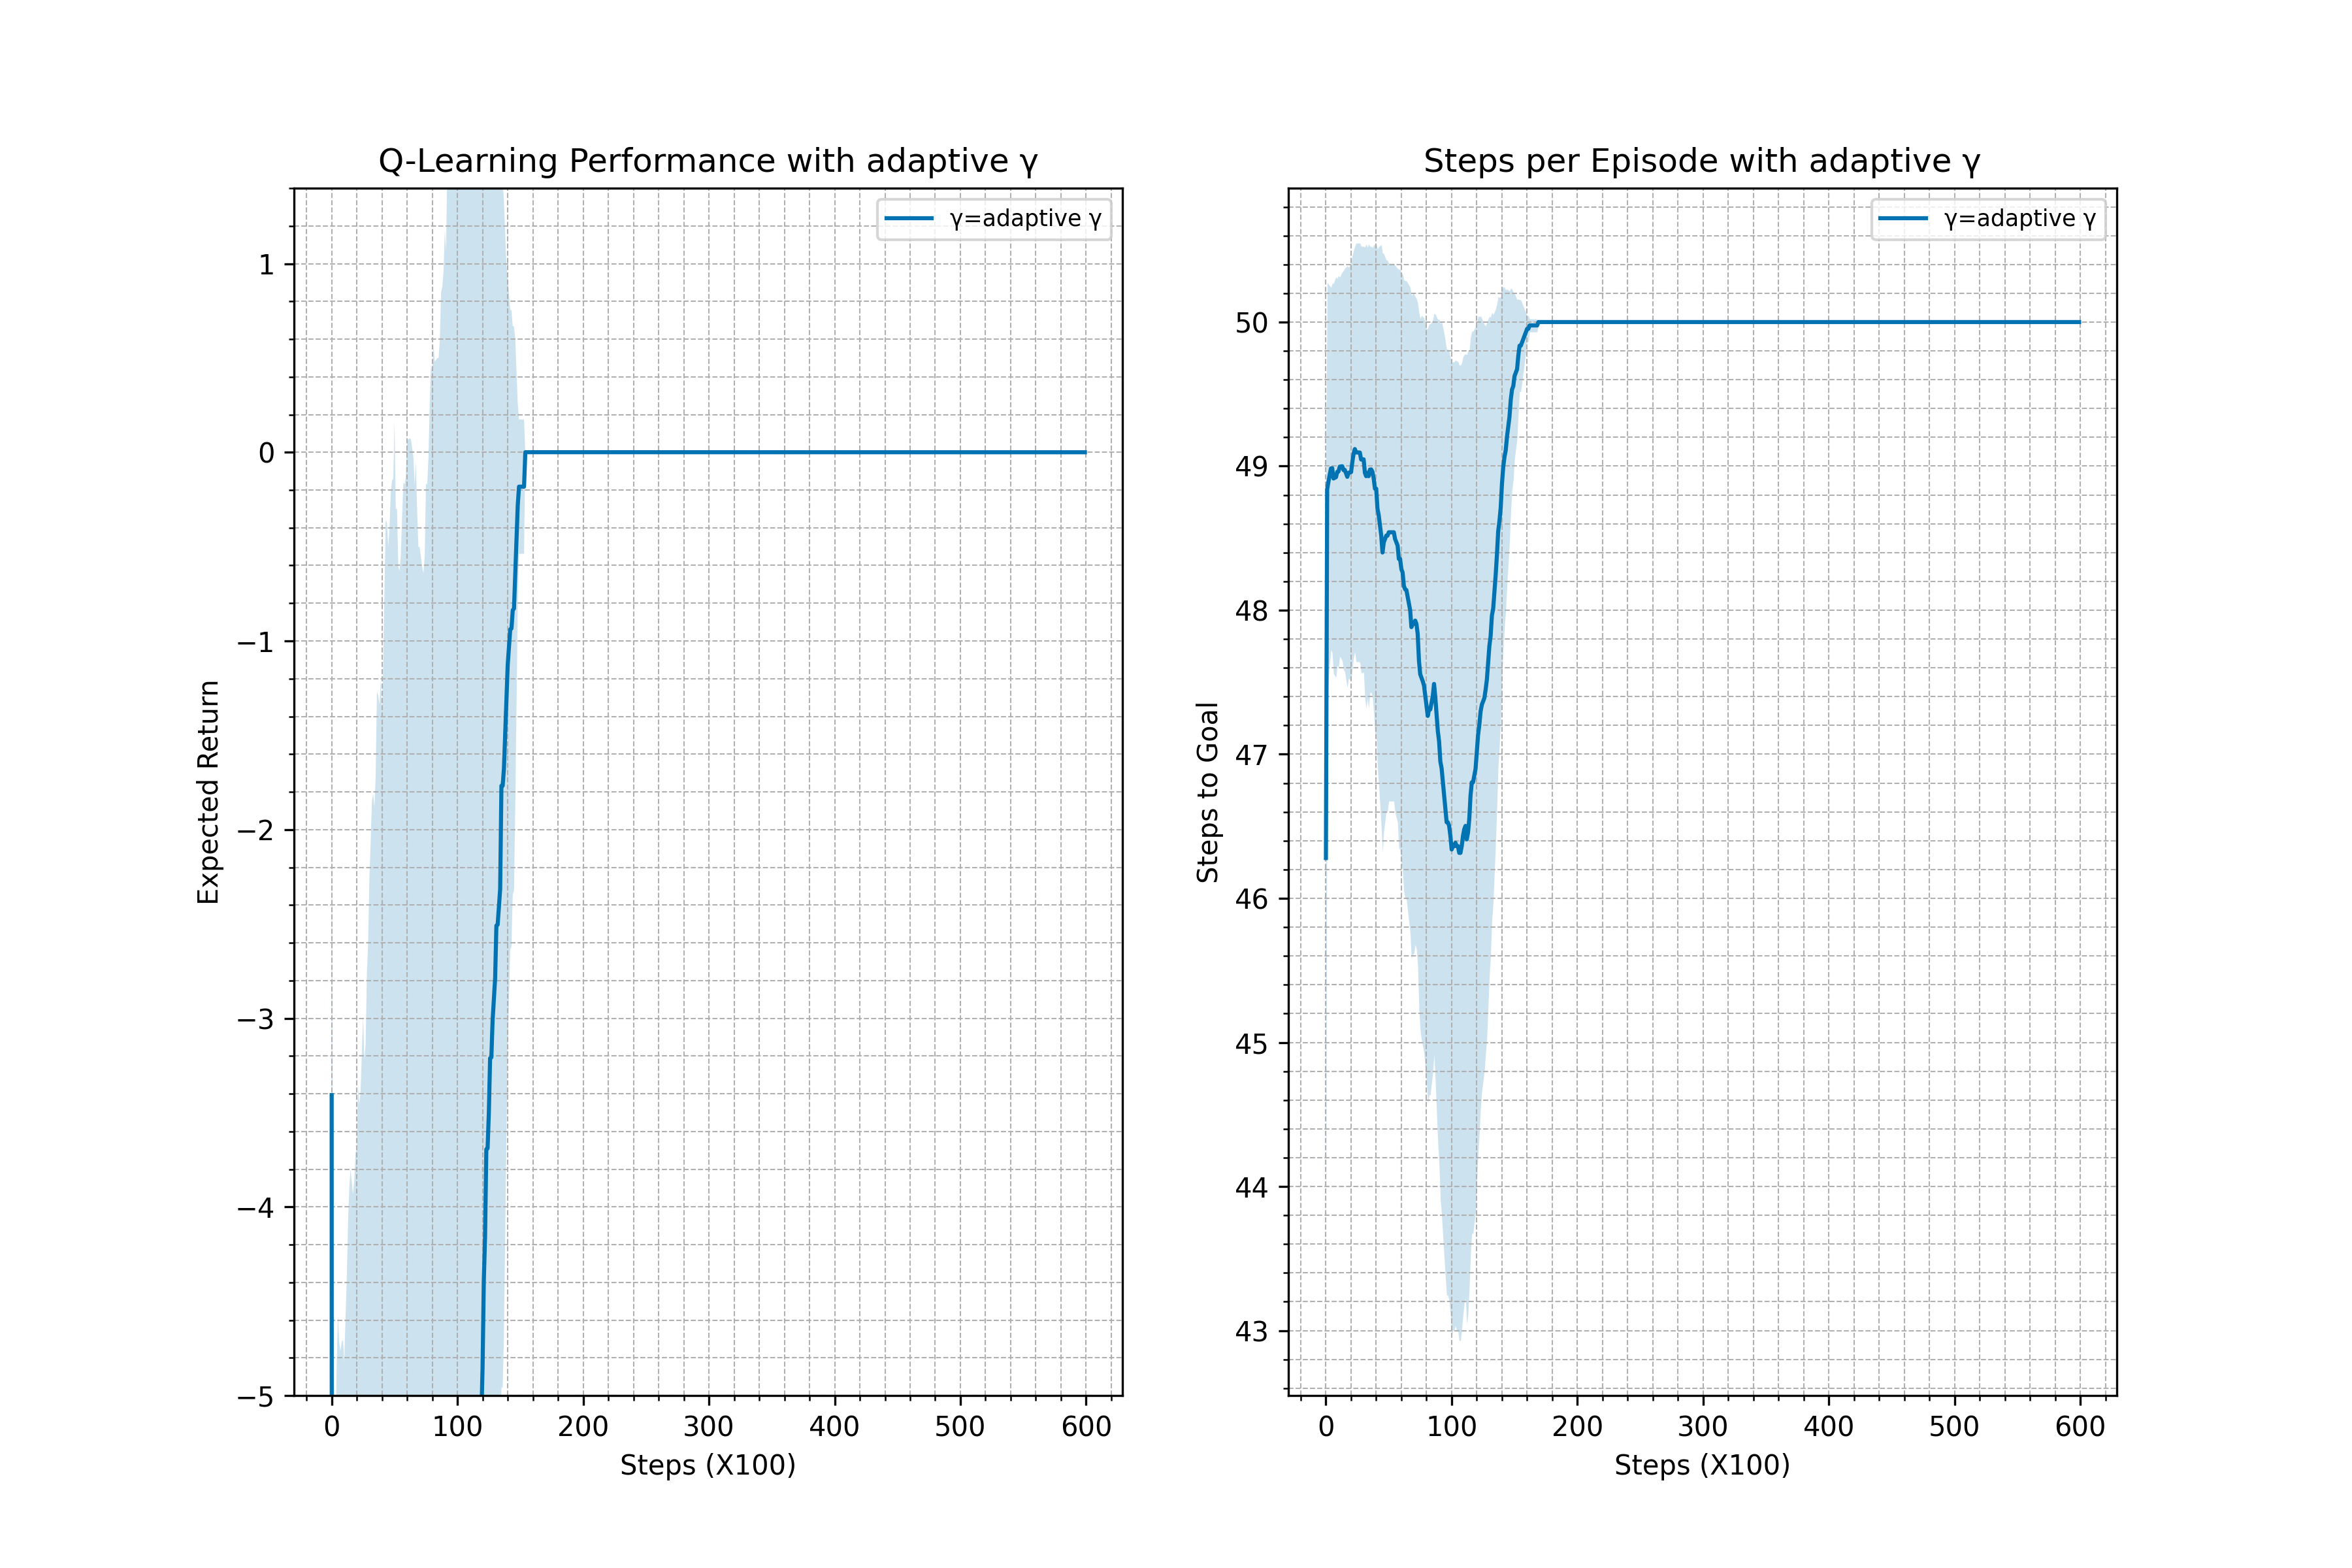 Q-Learning Performance with adaptive γ
γ=adaptive γ
1
0
−1
−2
−3
−4
−5
Expected Return
0 100 200 300 400 500 600
Steps (X100)
Steps per Episode with adaptive γ
γ=adaptive γ
50
49
48
47
46
45
44
43
Steps to Goal
0 100 200 300 400 500 600
Steps (X100)